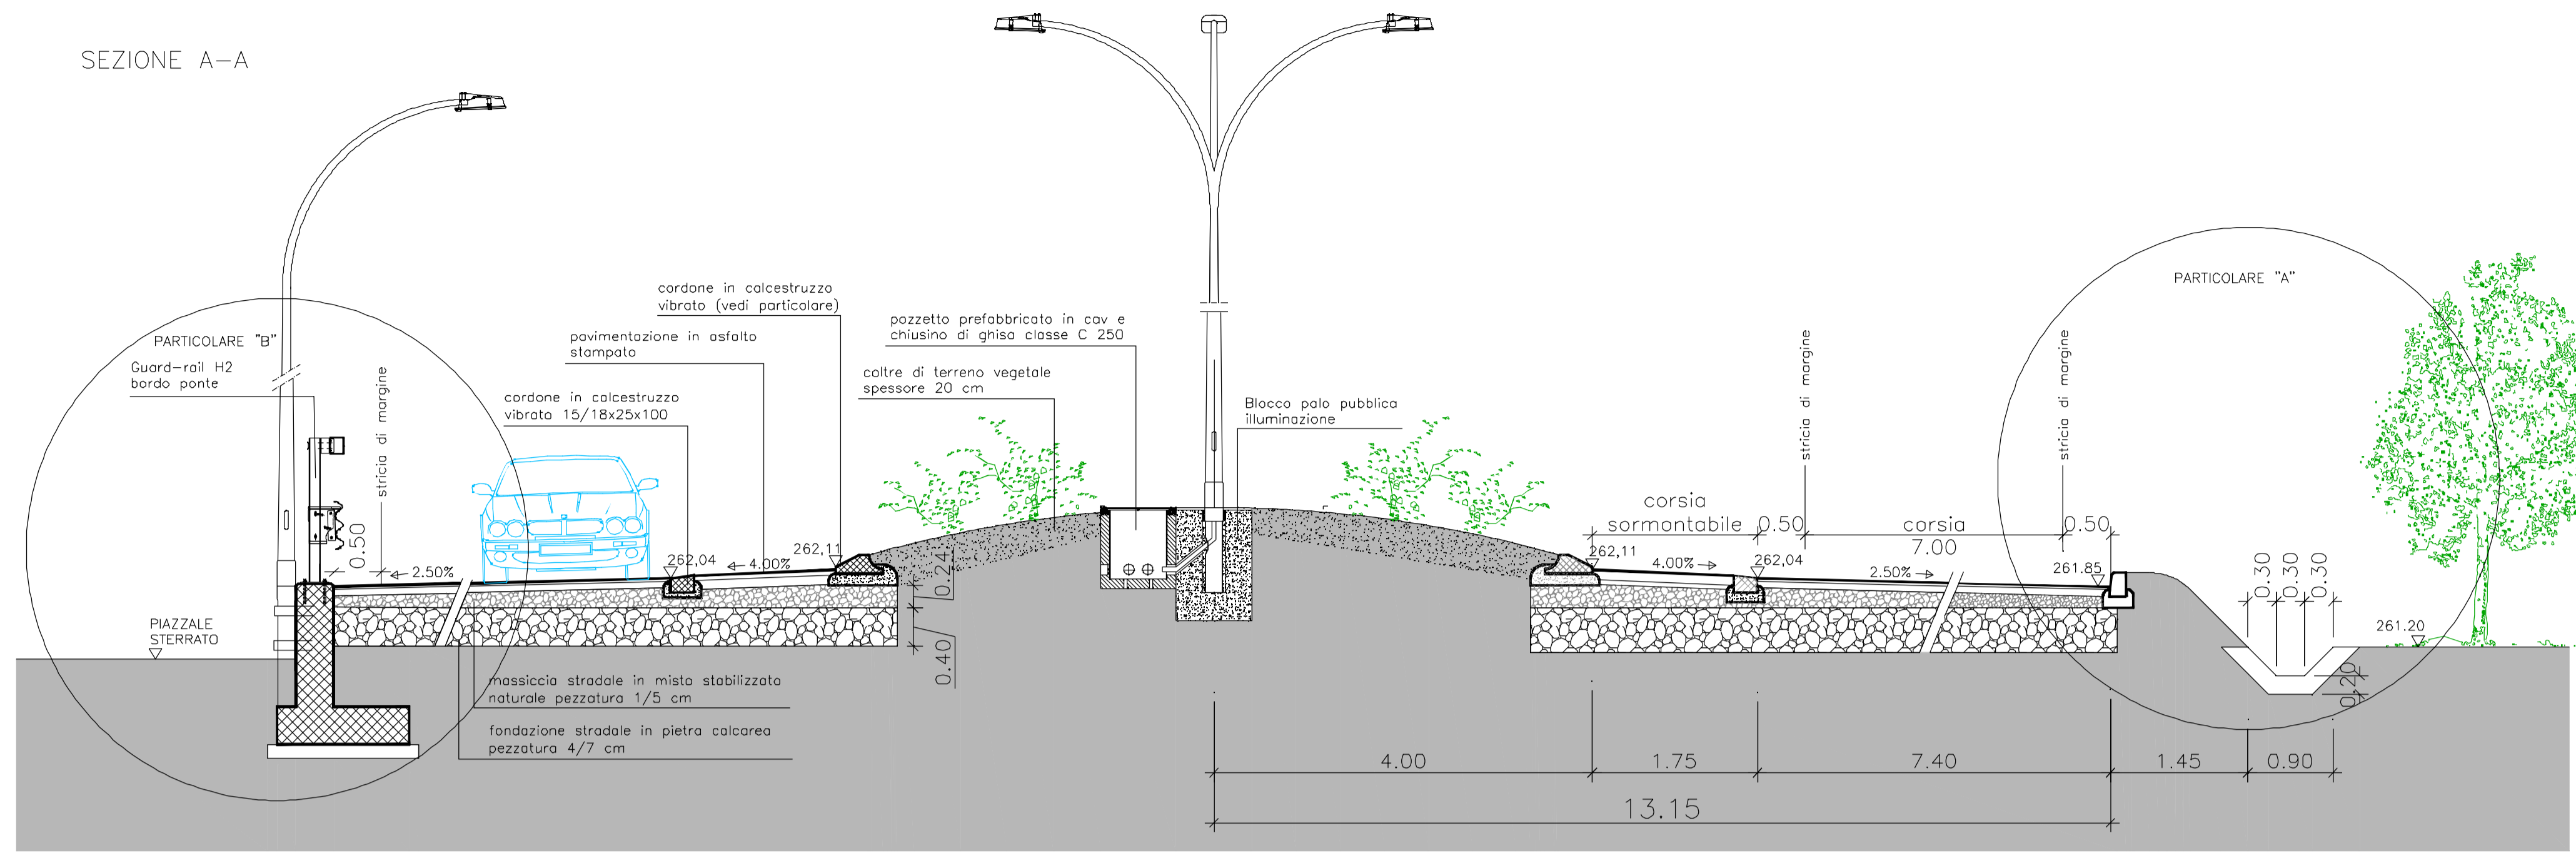 SEZIONE A-A
PARTICOLARE "B"
Guard-rail H2
bordo ponte
stricia di margine
0.50
2.50%
PIAZZALE
STERRATO
cordone in calcestruzzo
vibrato (vedi particolare)
pavimentazione in asfalto
stampato
cordone in calcestruzzo
vibrato 15/18x25x100
262,04
4.00%
262,11
0.24
0.40
massiccia stradale in misto stabilizzato
naturale pezzatura 1/5 cm
fondazione stradale in pietra calcarea
pezzatura 4/7 cm
pozzetto prefabbricato in cav e
chiusino di ghisa classe C 250
coltre di terreno vegetale
spessore 20 cm
Blocco palo pubblica
illuminazione
corsia
sormontabile
0.50
corsia
7.00
0.50
stricia di margine
stricia di margine
262,11
4.00%
262,04
2.50%
261.85
PARTICOLARE "A"
0.30
0.30
0.30
261.20
0,20
4.00
1.75
7.40
1.45
0.90
13.15